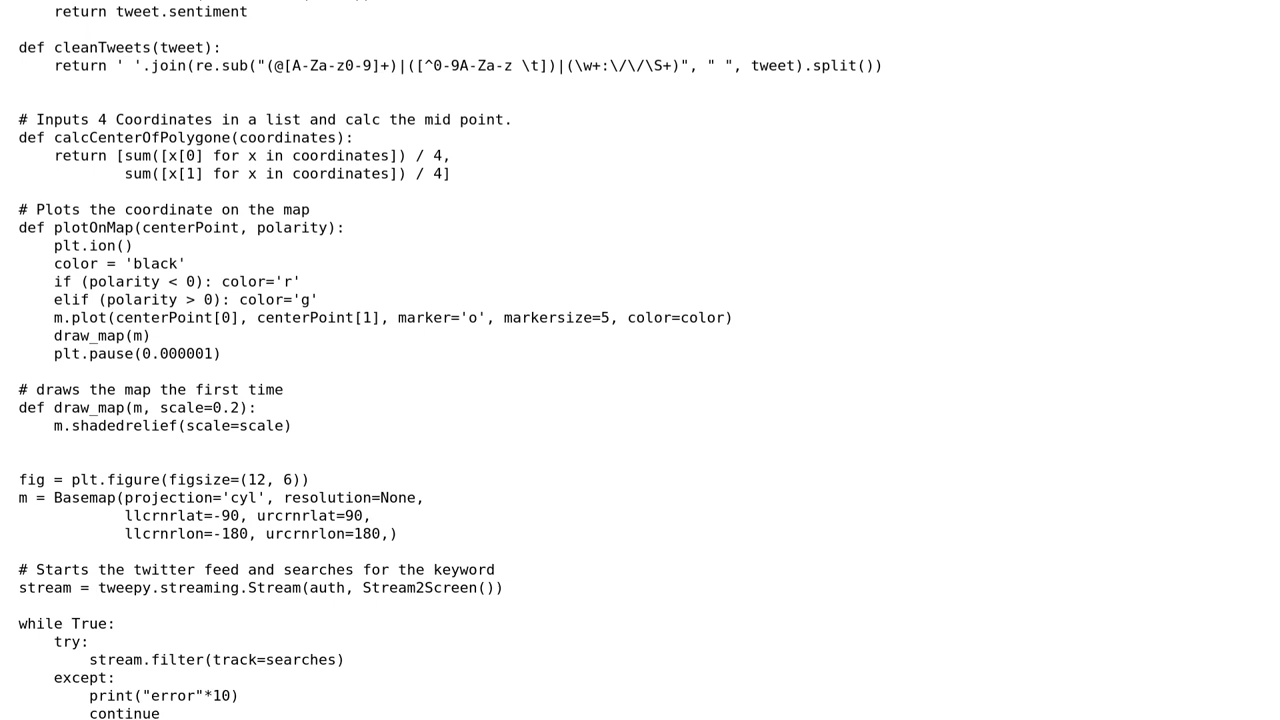 return tweet.sentiment

def cleanTweets(tweet):
    return ' '.join(re.sub("(@[A-Za-z0-9]+)|([^0-9A-Za-z \t])|(\w+:\/\/\S+)", " ", tweet).split())


# Inputs 4 Coordinates in a list and calc the mid point.
def calcCenterOfPolygone(coordinates):
    return [sum([x[0] for x in coordinates]) / 4,
            sum([x[1] for x in coordinates]) / 4]

# Plots the coordinate on the map
def plotOnMap(centerPoint, polarity):
    plt.ion()
    color = 'black'
    if (polarity < 0): color='r'
    elif (polarity > 0): color='g'
    m.plot(centerPoint[0], centerPoint[1], marker='o', markersize=5, color=color)
    draw_map(m)
    plt.pause(0.000001)

# draws the map the first time
def draw_map(m, scale=0.2):
    m.shadedrelief(scale=scale)


fig = plt.figure(figsize=(12, 6))
m = Basemap(projection='cyl', resolution=None,
            llcrnrlat=-90, urcrnrlat=90,
            llcrnrlon=-180, urcrnrlon=180,)

# Starts the twitter feed and searches for the keyword
stream = tweepy.streaming.Stream(auth, Stream2Screen())

while True:
    try:
        stream.filter(track=searches)
    except:
        print("error"*10)
        continue